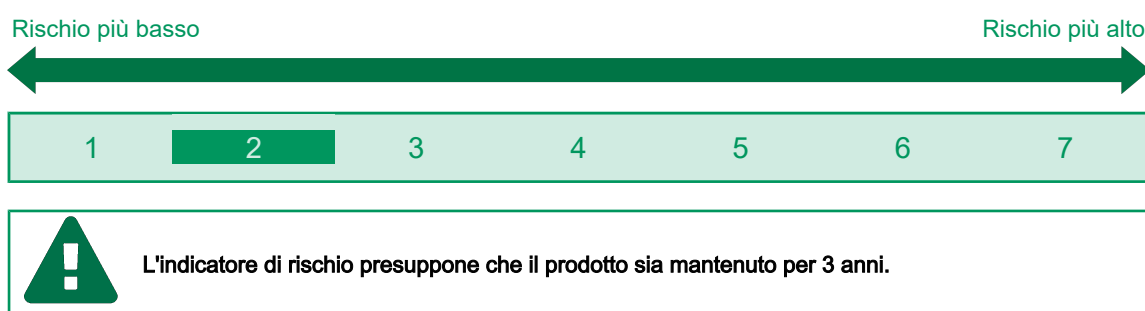 Rischio più basso Rischio più alto
1 2 3 4 5 6 7
L'indicatore di rischio presuppone che il prodotto sia mantenuto per 3 anni.